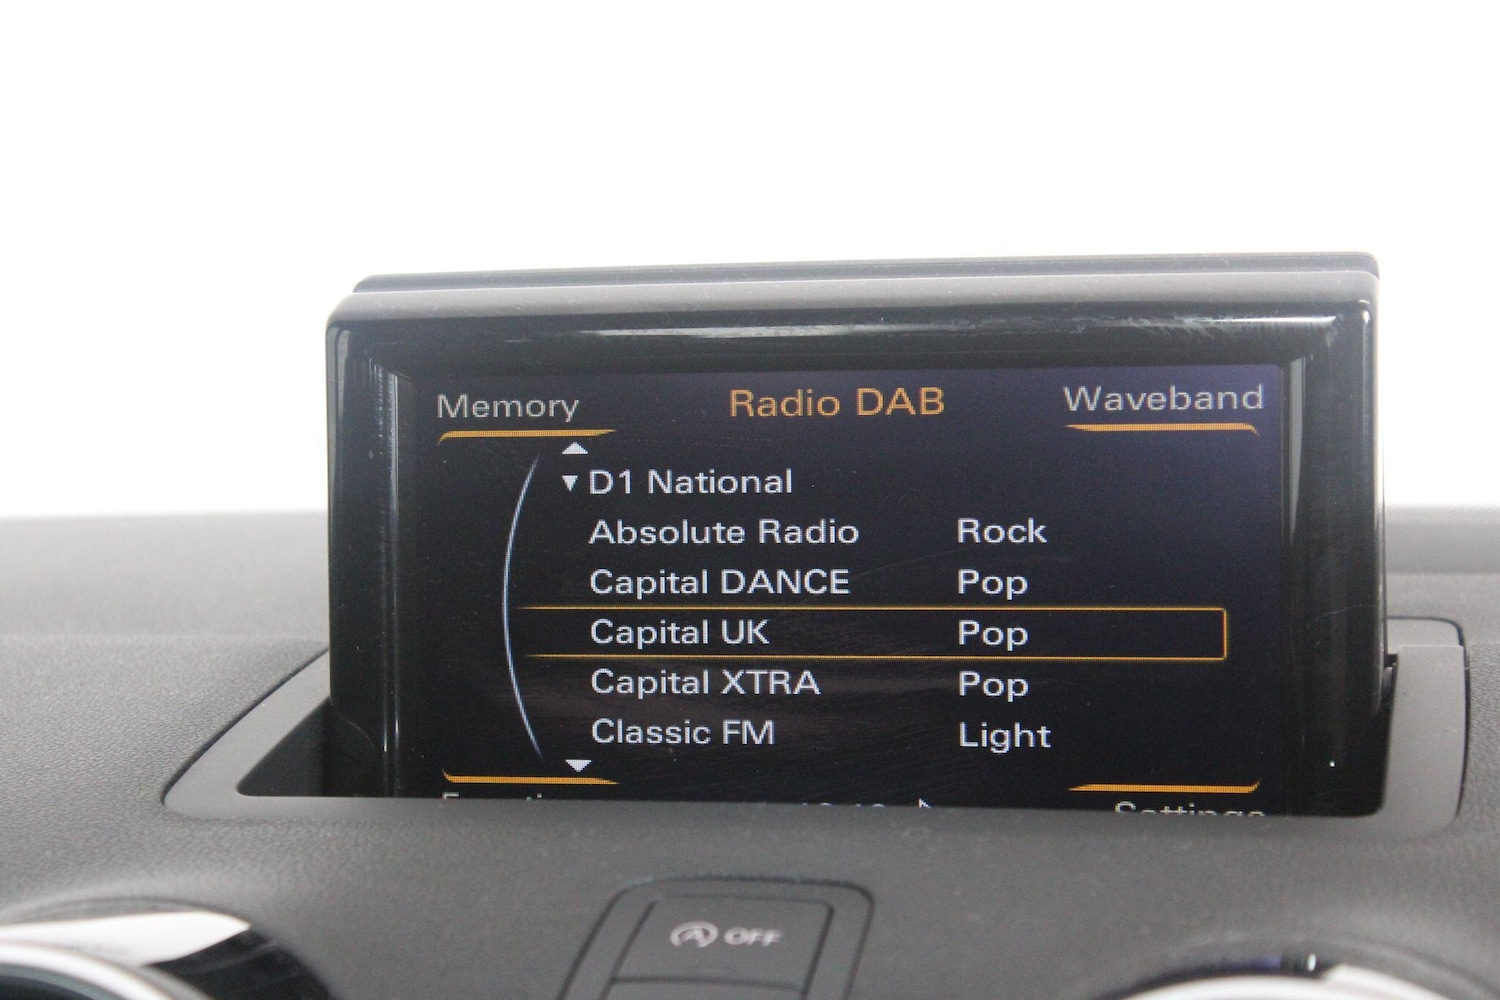 Memory Radio DAB Waveband
D1 National
Absolute Radio Rock
Capital DANCE Pop
Capital UK Pop
Capital XTRA Pop
Classic FM Light
Settings
OFF